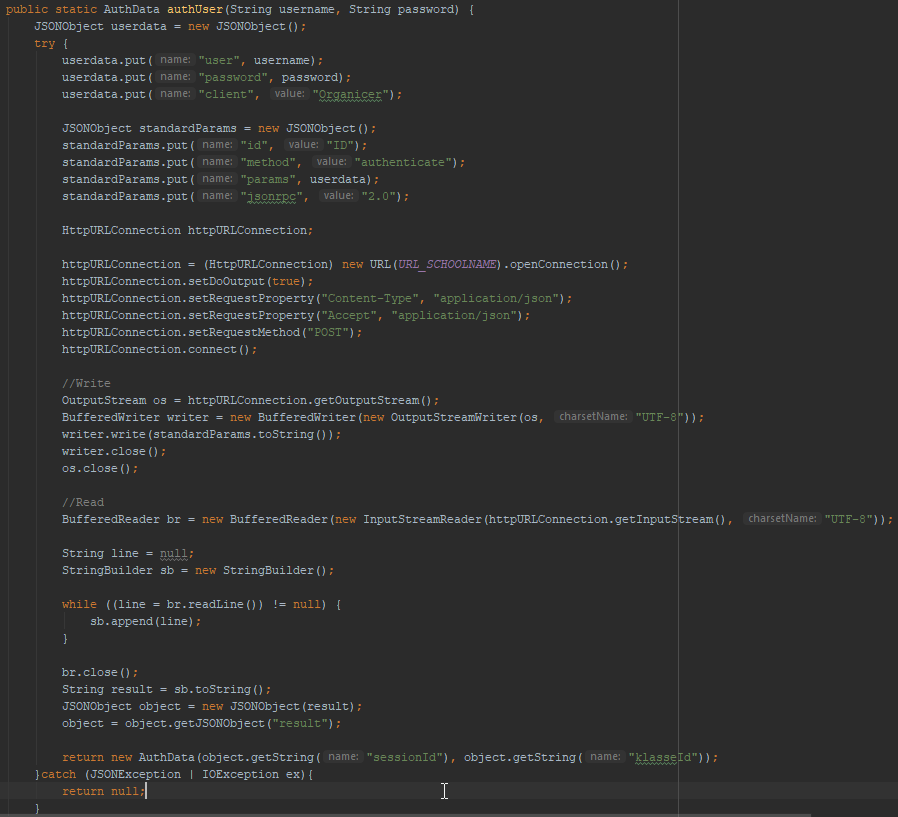 public static AuthData authUser(String username, String password) {
JSONObject userdata = new JSONObject();
try {
userdata.put( name: "user", username);
userdata.put( name: "password", password);
userdata.put( name: "client", value: "Organicer");
JSONObject standardParams = new JSONObject();
standardParams.put( name: "id", value: "ID");
standardParams.put( name: "method", value: "authenticate");
standardParams.put( name: "params", userdata);
standardParams.put( name: "jsonrpc", value: "2.0");
HttpURLConnection httpURLConnection;
httpURLConnection = (HttpURLConnection) new URL(URL_SCHOOLNAME).openConnection();
httpURLConnection.setDoOutput(true);
httpURLConnection.setRequestProperty("Content-Type", "application/json");
httpURLConnection.setRequestProperty("Accept", "application/json");
httpURLConnection.setRequestMethod("POST");
httpURLConnection.connect();
//Write
OutputStream os = httpURLConnection.getOutputStream();
BufferedWriter writer = new BufferedWriter(new OutputStreamWriter(os, charsetName: "UTF-8"));
writer.write(standardParams.toString());
writer.close();
os.close();
//Read
BufferedReader br = new BufferedReader(new InputStreamReader(httpURLConnection.getInputStream(), charsetName: "UTF-8"));
String line = null;
StringBuilder sb = new StringBuilder();
while ((line = br.readLine()) != null) {
sb.append(line);
}
br.close();
String result = sb.toString();
JSONObject object = new JSONObject(result);
object = object.getJSONObject("result");
return new AuthData(object.getString( name: "sessionId"), object.getString( name: "klasseId"));
}catch (JSONException | IOException ex){
return null;
}